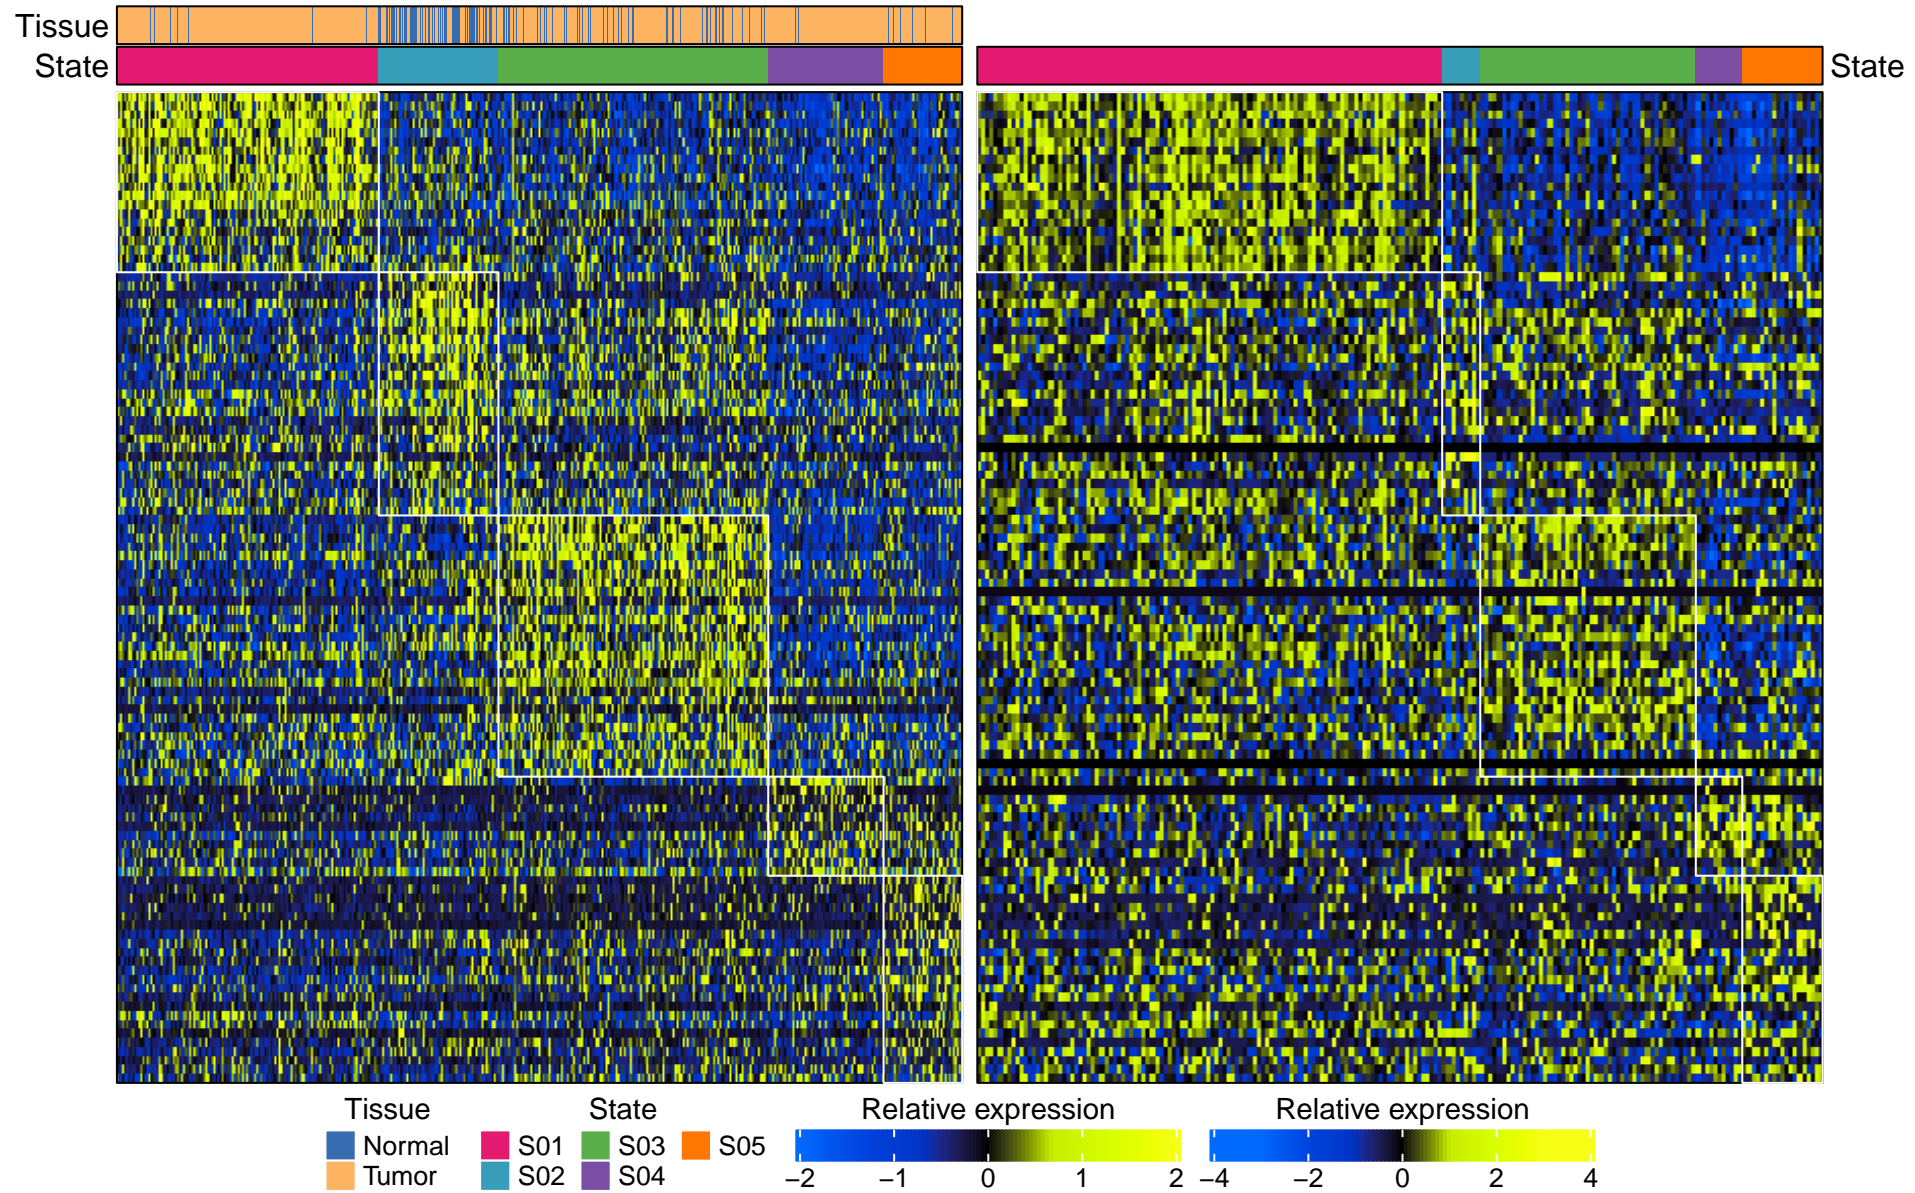 Tissue
State
State
Tissue State Relative expression Relative expression
Normal S01 S03 S05
Tumor S02 S04
−2 −1 0 1 2 −4 −2 0 2 4